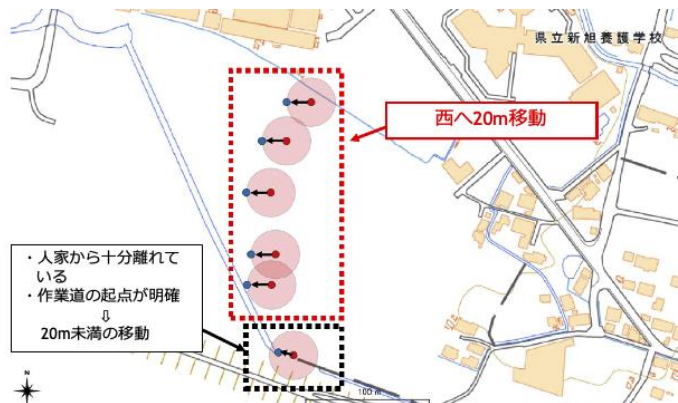 県立新旭養護学校
西へ20m移動
・人家から十分離れて
いる
・作業道の起点が明確
⇩
20m未満の移動
N
100 m